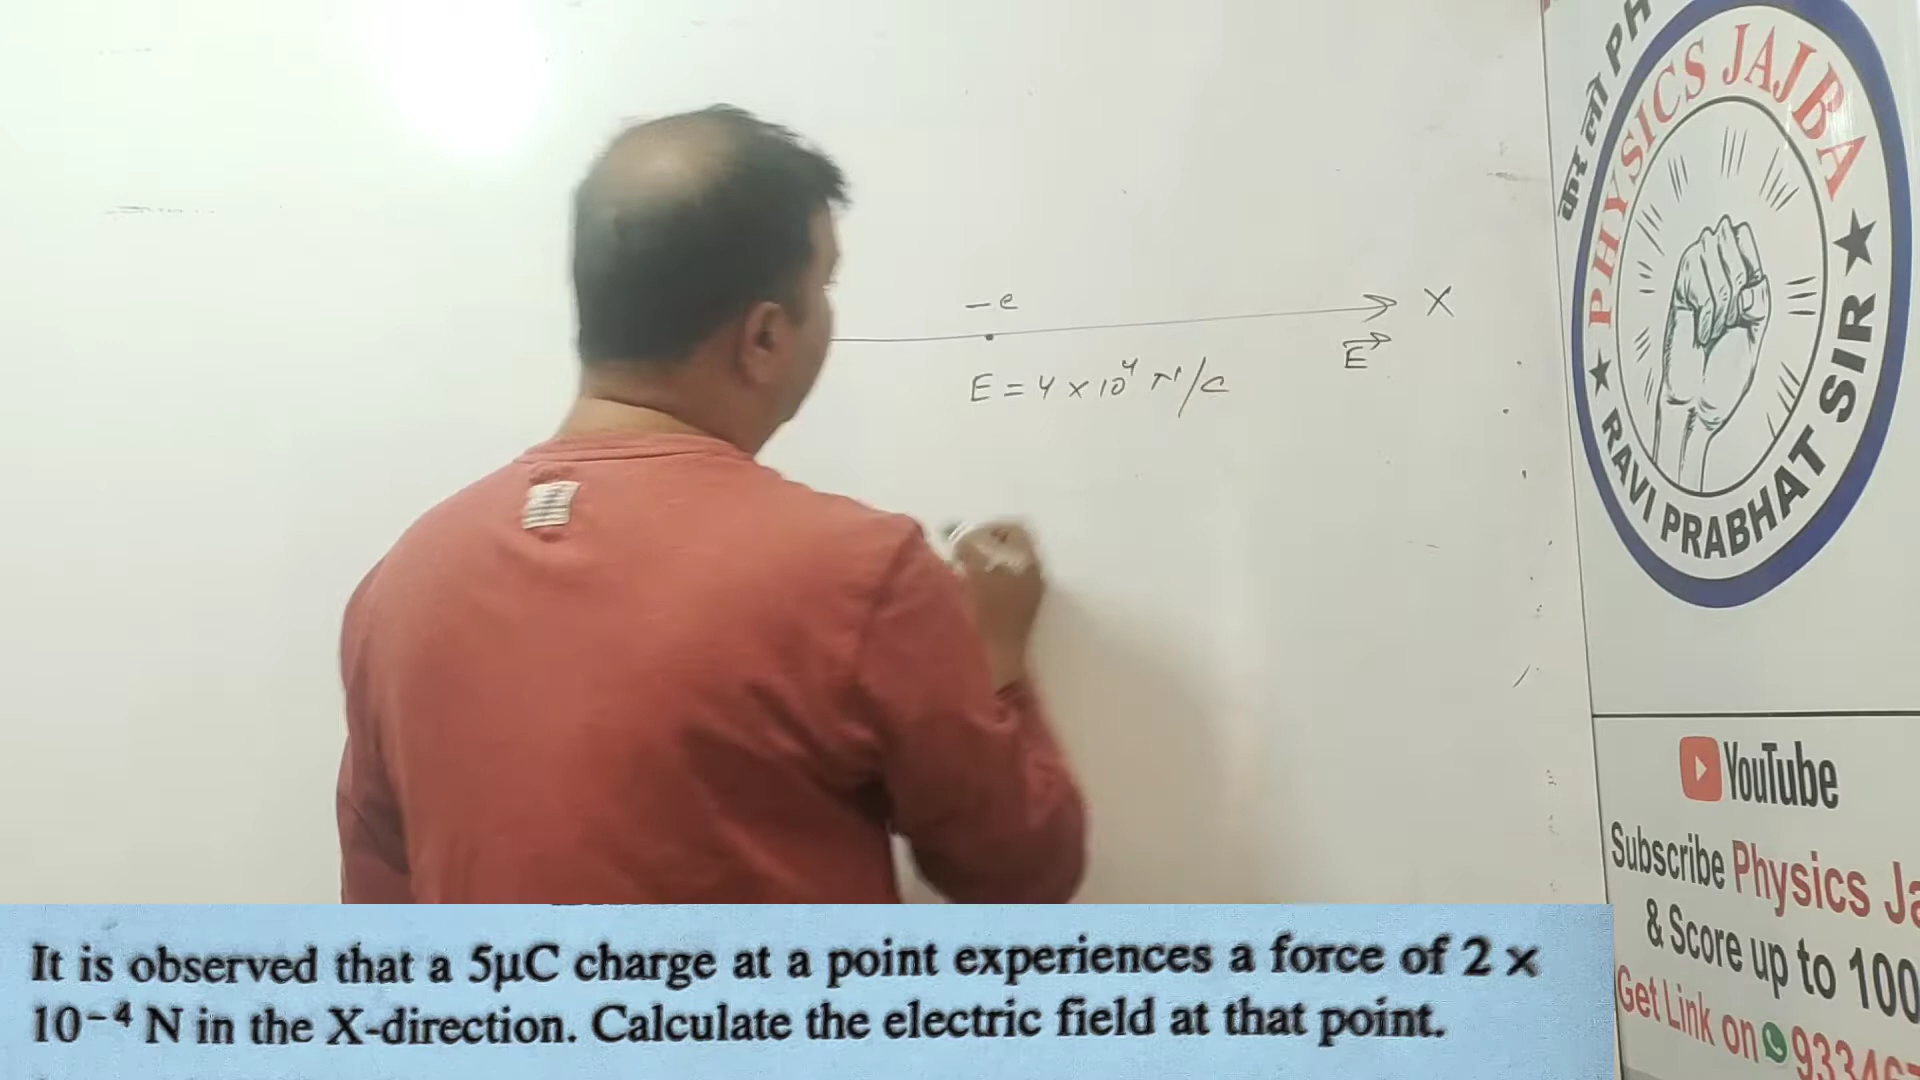 -e
X
E
E = 4 × 10⁴ N/C
करलो PH
PHYSICS JAJBA
★ RAVI PRABHAT SIR ★
YouTube
Subscribe Physics Ja
& Score up to 100
Get Link on 933467
It is observed that a 5μC charge at a point experiences a force of 2 ×
10⁻⁴ N in the X-direction. Calculate the electric field at that point.